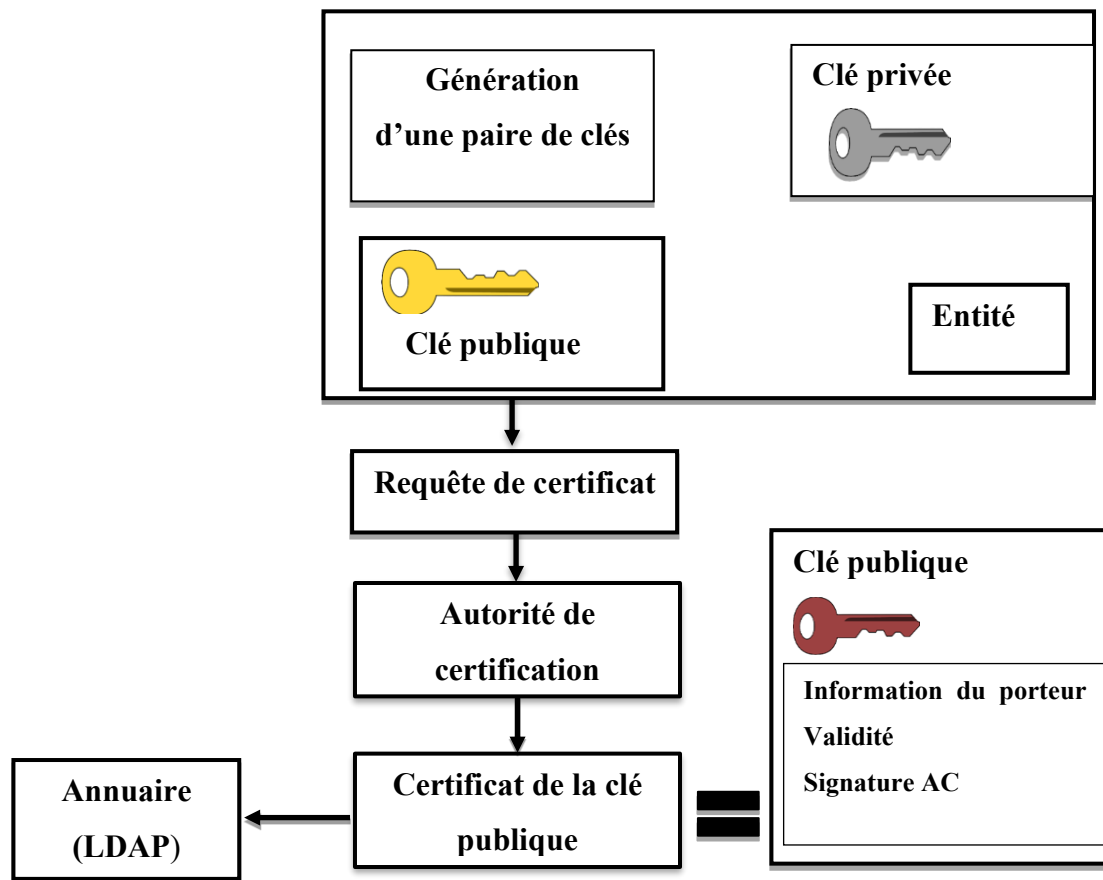 Génération
d’une paire de clés
Clé privée
Clé publique
Entité
Requête de certificat
Autorité de
certification
Clé publique
Information du porteur
Validité
Signature AC
Certificat de la clé
publique
Annuaire
(LDAP)